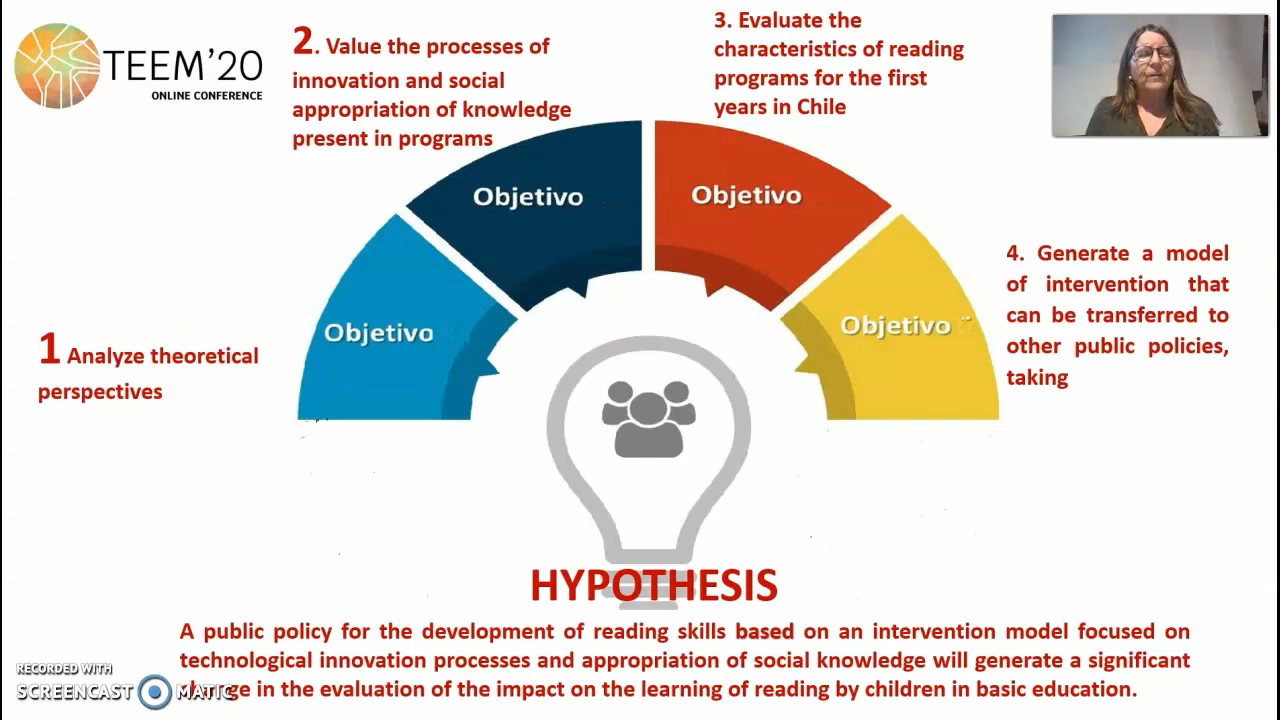 TEEM'20
ONLINE CONFERENCE
2. Value the processes of
innovation and social
appropriation of knowledge
present in programs
3. Evaluate the
characteristics of reading
programs for the first
years in Chile
Objetivo
Objetivo
Objetivo
Objetivo
1 Analyze theoretical
perspectives
4. Generate a model
of intervention that
can be transferred to
other public policies,
taking
HYPOTHESIS
A public policy for the development of reading skills based on an intervention model focused on
technological innovation processes and appropriation of social knowledge will generate a significant
in the evaluation of the impact on the learning of reading by children in basic education.
RECORDED WITH
SCREENCAST MATIC